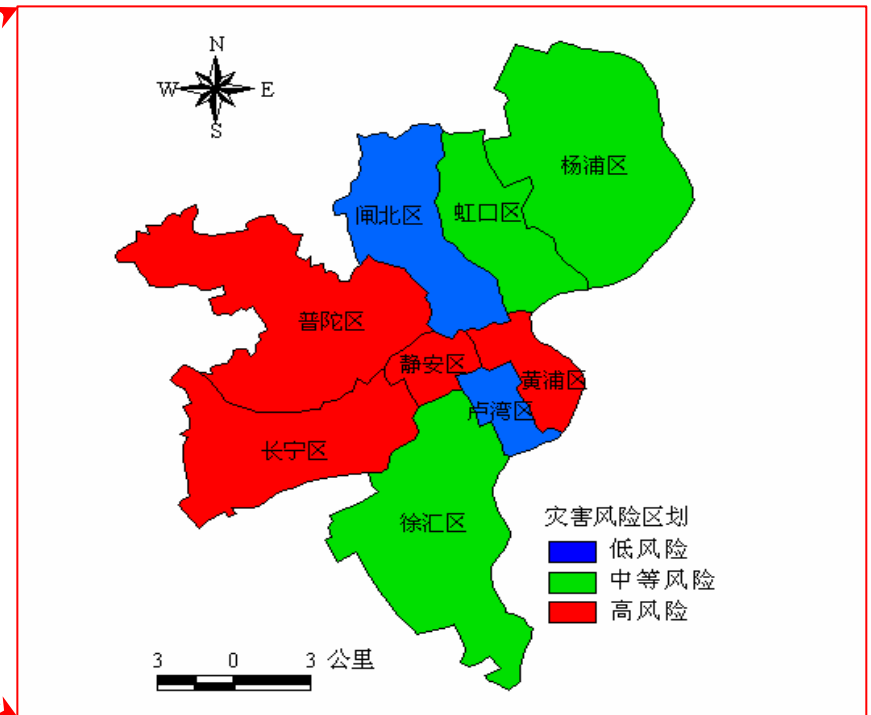 N
W E
S
杨浦区
闸北区
虹口区
普陀区
静安区
黄浦区
卢湾区
长宁区
徐汇区
灾害风险区划
低风险
中等风险
高风险
3 0 3 公里